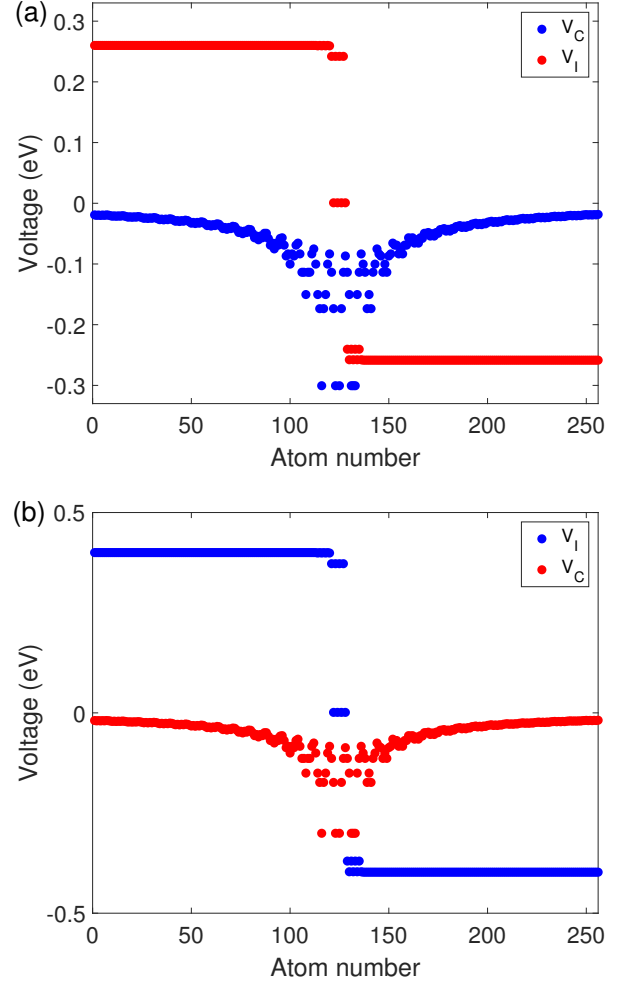 (a)
0.3
0.2
0.1
0
-0.1
-0.2
-0.3
Voltage (eV)
V_C
V_I
0 50 100 150 200 250
Atom number
(b)
0.5
0
-0.5
Voltage (eV)
V_I
V_C
0 50 100 150 200 250
Atom number